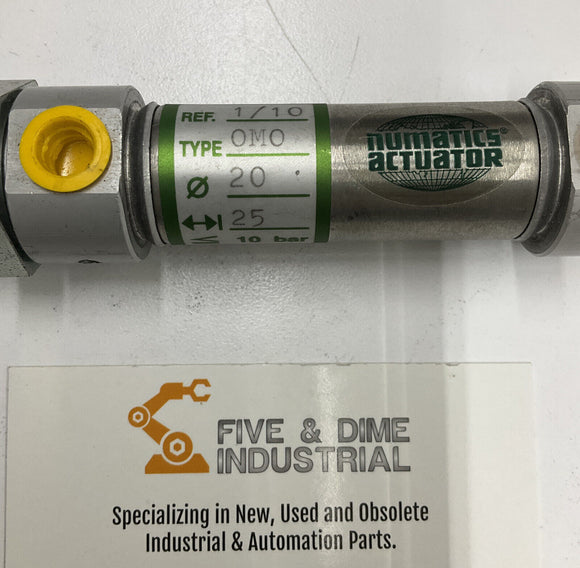 REF. 1/10
TYPE 0M0
Ø 20
25
10 bar
numatics®
actuator
FIVE & DIME
INDUSTRIAL
Specializing in New, Used and Obsolete
Industrial & Automation Parts.